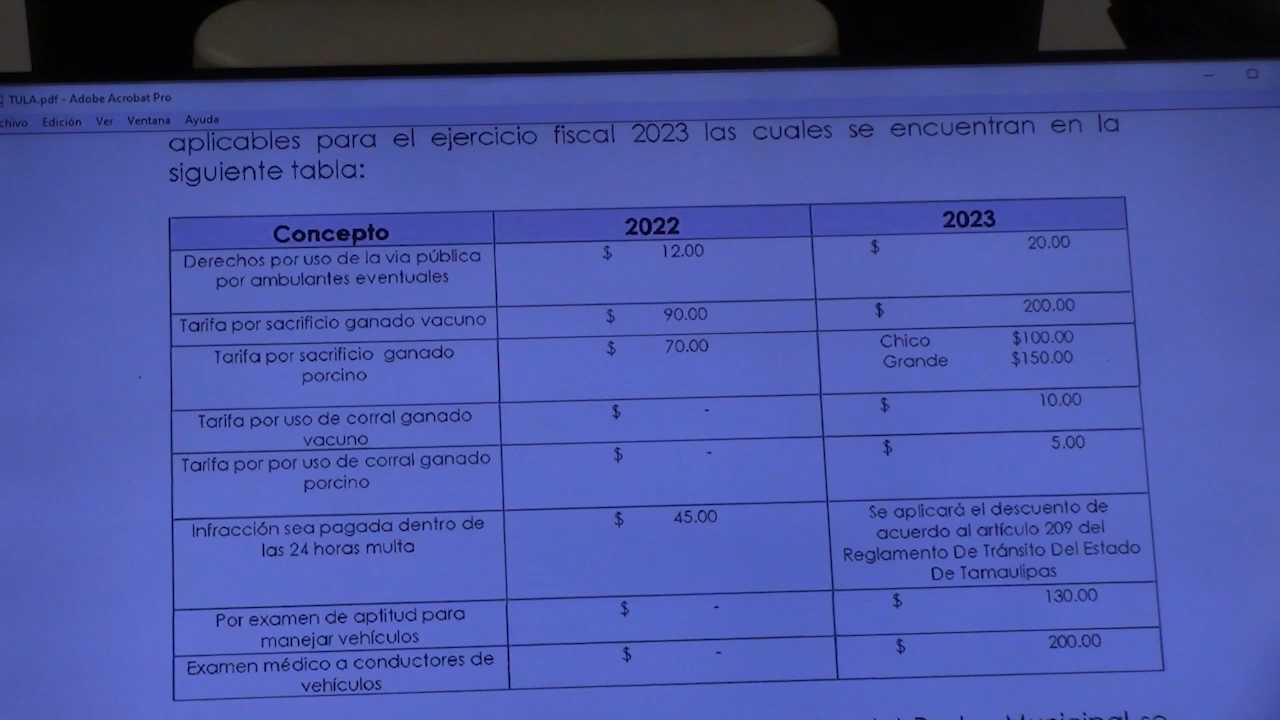 TULA.pdf - Adobe Acrobat Pro
chivo Edición Ver Ventana Ayuda
aplicables para el ejercicio fiscal 2023 las cuales se encuentran en la
siguiente tabla:
Concepto 2022 2023
Derechos por uso de la via pública
por ambulantes eventuales
$ 12.00
$ 20.00
Tarifa por sacrificio ganado vacuno
$ 90.00
$ 200.00
Tarifa por sacrificio ganado
porcino
$ 70.00
Chico $100.00
Grande $150.00
Tarifa por uso de corral ganado
vacuno
$ -
$ 10.00
Tarifa por por uso de corral ganado
porcino
$ -
$ 5.00
Infracción sea pagada dentro de
las 24 horas multa
$ 45.00
Se aplicará el descuento de
acuerdo al artículo 209 del
Reglamento De Tránsito Del Estado
De Tamaulipas
Por examen de aptitud para
manejar vehículos
$ -
$ 130.00
Examen médico a conductores de
vehículos
$ -
$ 200.00